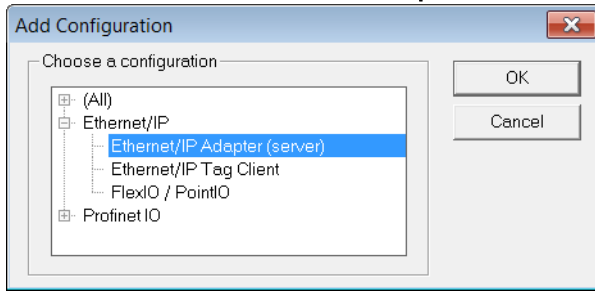 Add Configuration
Choose a configuration
OK
(All)
Ethernet/IP
Cancel
Ethernet/IP Adapter (server)
Ethernet/IP Tag Client
FlexIO / PointIO
Profinet IO